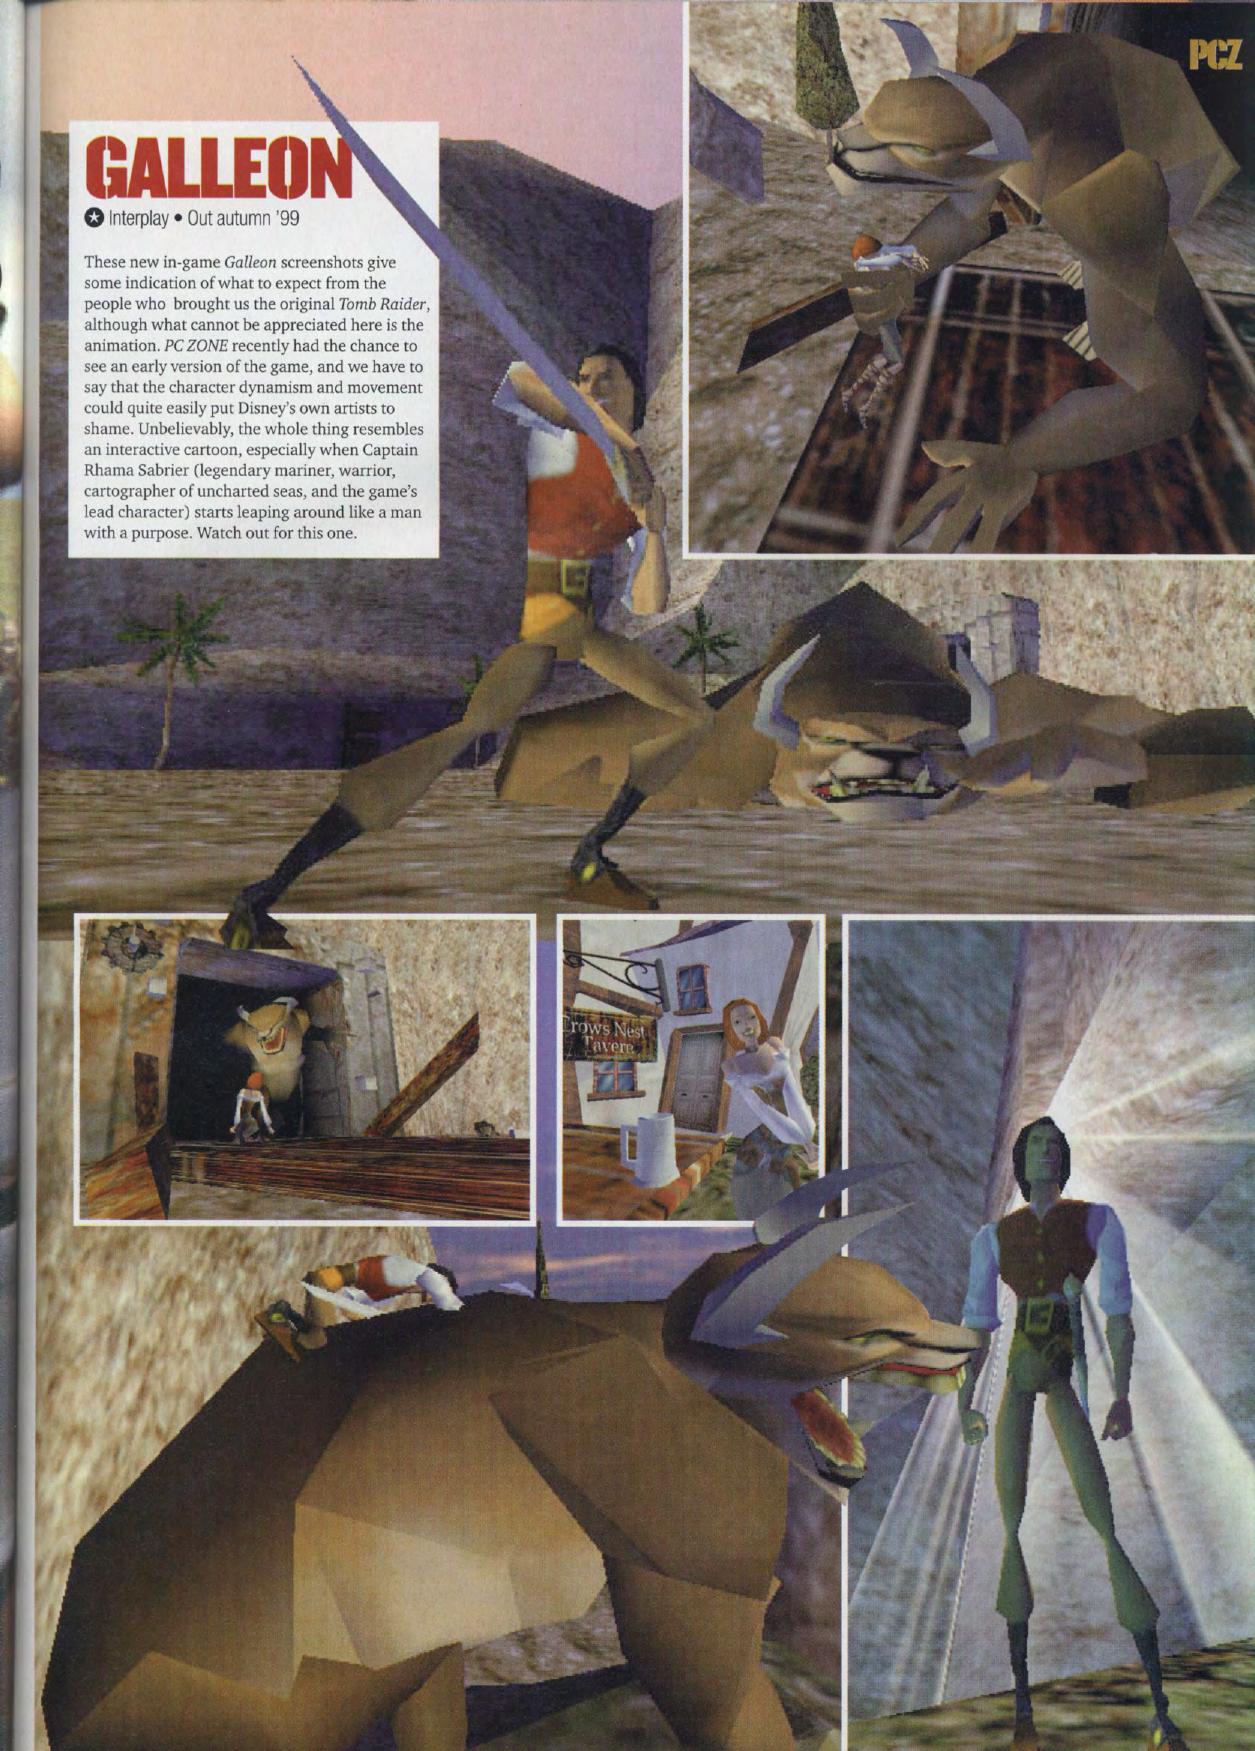 PCZ
GALLEON
Interplay • Out autumn '99
These new in-game Galleon screenshots give
some indication of what to expect from the
people who brought us the original Tomb Raider,
although what cannot be appreciated here is the
animation. PC ZONE recently had the chance to
see an early version of the game, and we have to
say that the character dynamism and movement
could quite easily put Disney's own artists to
shame. Unbelievably, the whole thing resembles
an interactive cartoon, especially when Captain
Rhama Sabrier (legendary mariner, warrior,
cartographer of uncharted seas, and the game's
lead character) starts leaping around like a man
with a purpose. Watch out for this one.
Crows Nest
Tavern